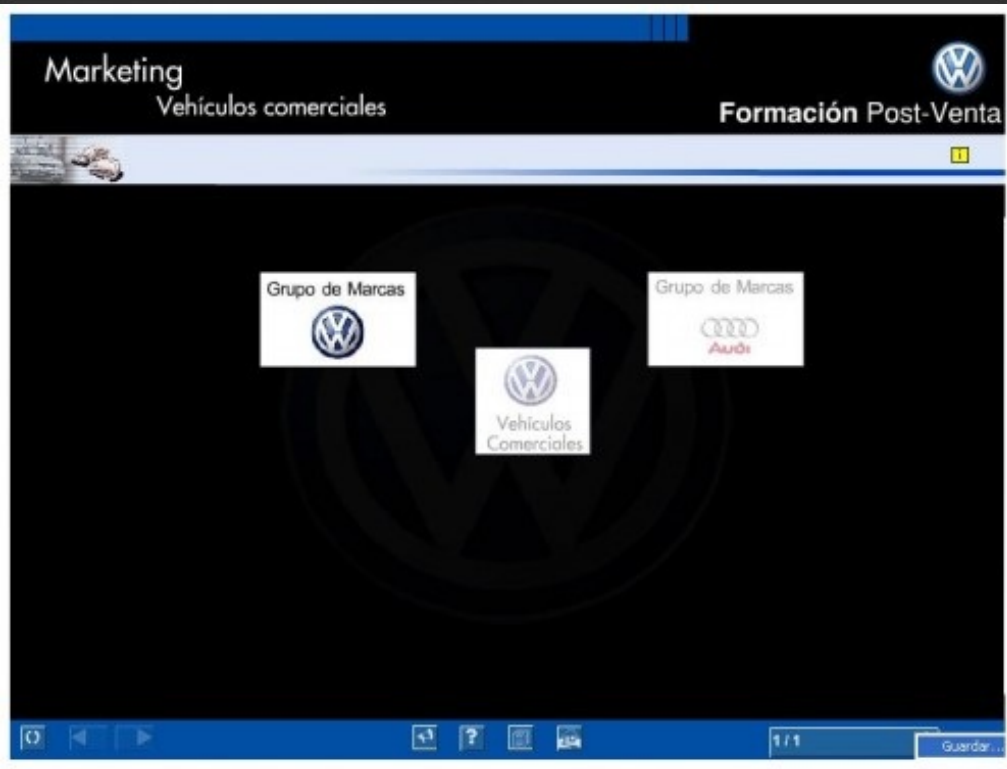 Marketing
Vehículos comerciales
Formación Post-Venta
i
Grupo de Marcas
Grupo de Marcas
Audi
Vehículos
Comerciales
?
1 / 1
Guardar...